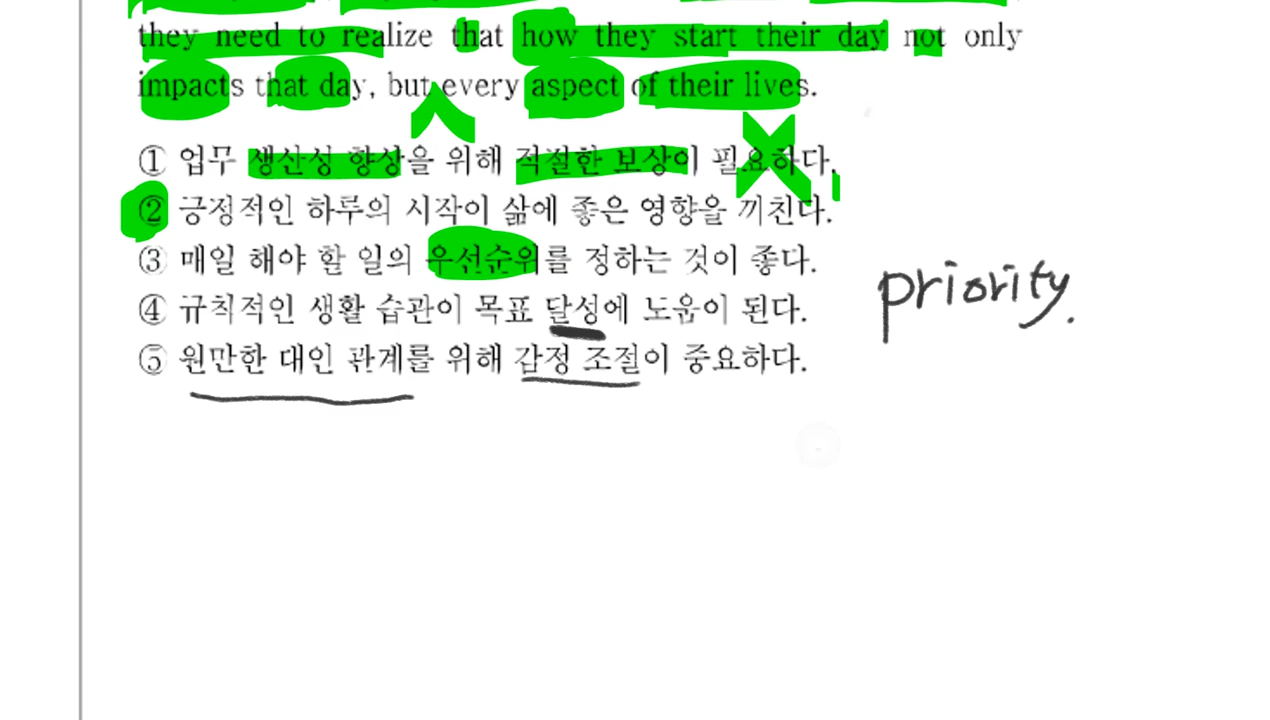 they need to realize that how they start their day not only
impacts that day, but every aspect of their lives.
① 업무 생산성 향상을 위해 적절한 보상이 필요하다.
② 긍정적인 하루의 시작이 삶에 좋은 영향을 끼친다.
③ 매일 해야 할 일의 우선순위를 정하는 것이 좋다.
priority.
④ 규칙적인 생활 습관이 목표 달성에 도움이 된다.
⑤ 원만한 대인 관계를 위해 감정 조절이 중요하다.